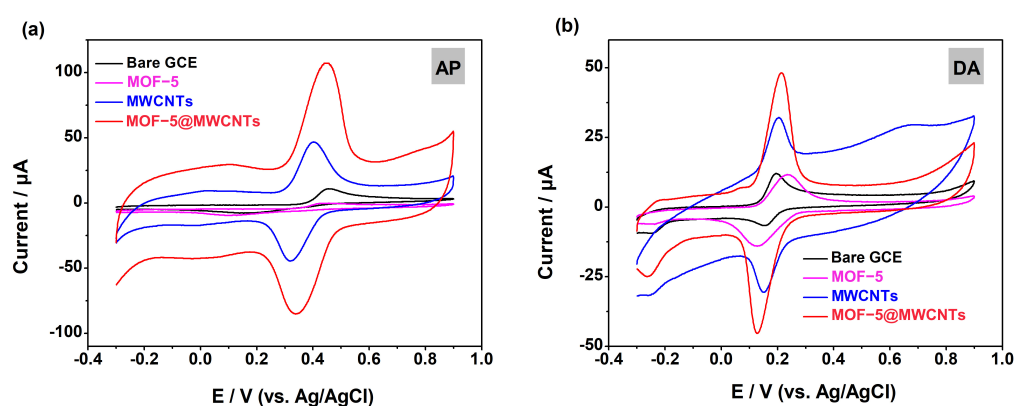 (a)
AP
Bare GCE
MOF−5
MWCNTs
MOF−5@MWCNTs
100
50
0
-50
-100
Current / µA
-0.4 -0.2 0.0 0.2 0.4 0.6 0.8 1.0
E / V (vs. Ag/AgCl)
(b)
DA
50
25
0
-25
-50
Current / µA
Bare GCE
MOF−5
MWCNTs
MOF−5@MWCNTs
-0.4 -0.2 0.0 0.2 0.4 0.6 0.8 1.0
E / V (vs. Ag/AgCl)